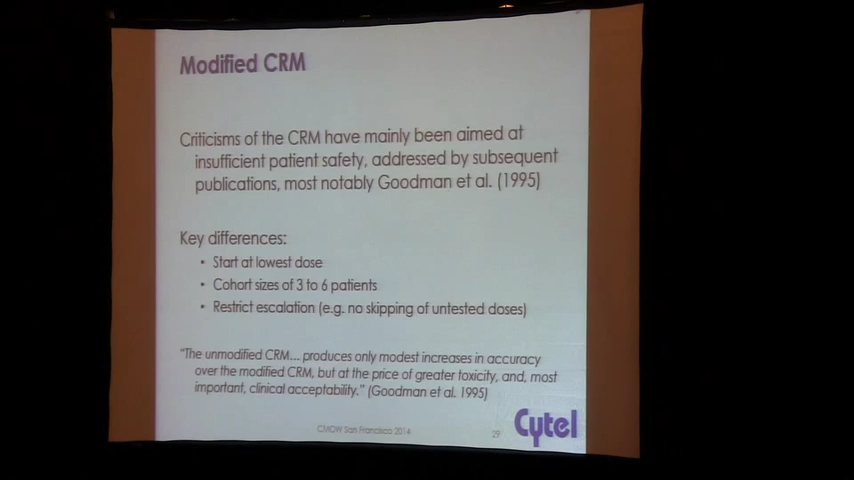 Modified CRM
Criticisms of the CRM have mainly been aimed at
insufficient patient safety, addressed by subsequent
publications, most notably Goodman et al. (1995)
Key differences:
• Start at lowest dose
• Cohort sizes of 3 to 6 patients
• Restrict escalation (e.g. no skipping of untested doses)
"The unmodified CRM... produces only modest increases in accuracy
over the modified CRM, but at the price of greater toxicity, and, most
important, clinical acceptability." (Goodman et al. 1995)
San Francisco 2014
29
Cytel